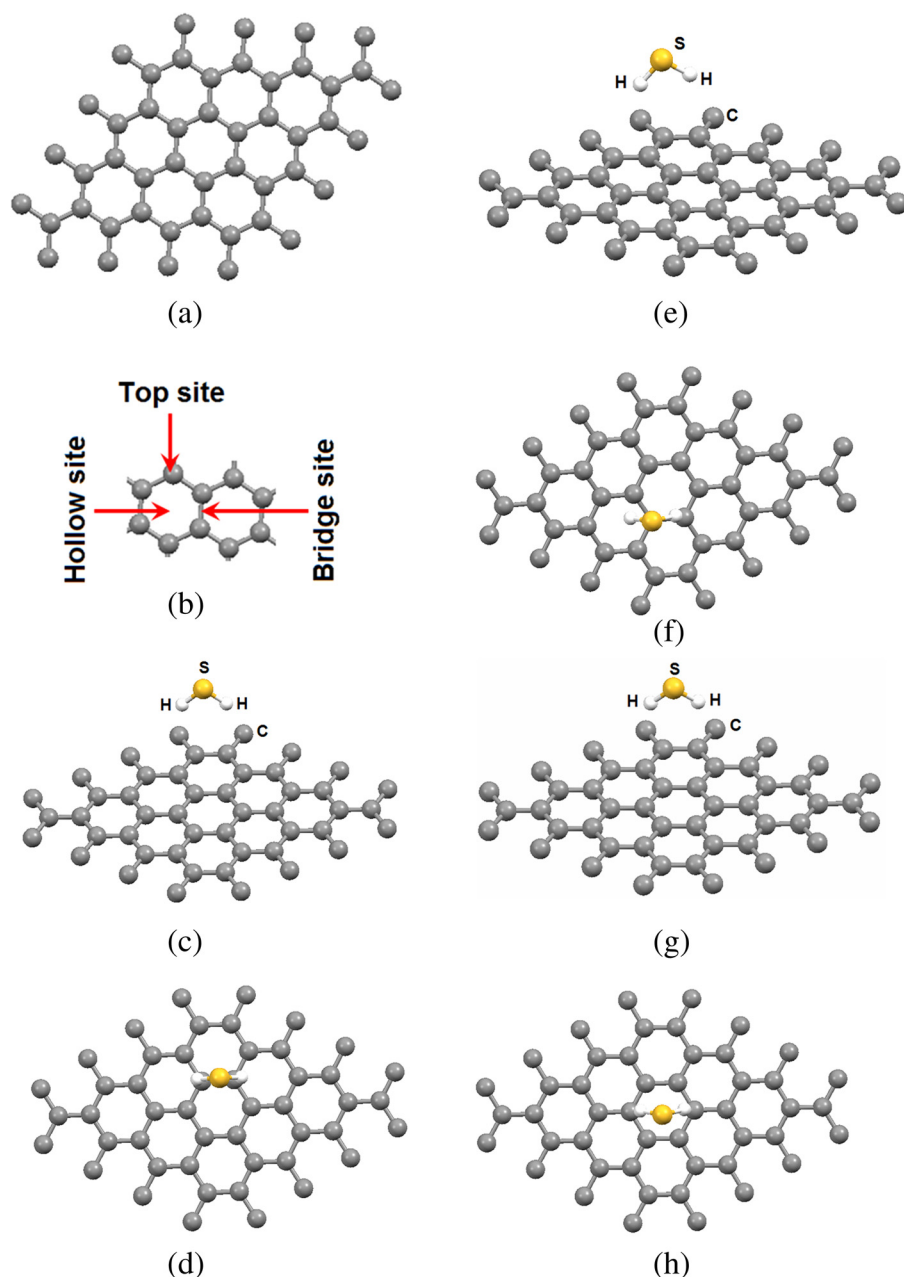 (a)
Top site
Hollow site
Bridge site
(b)
S
H
H
C
(c)
(d)
S
H
H
C
(e)
(f)
S
H
H
C
(g)
(h)